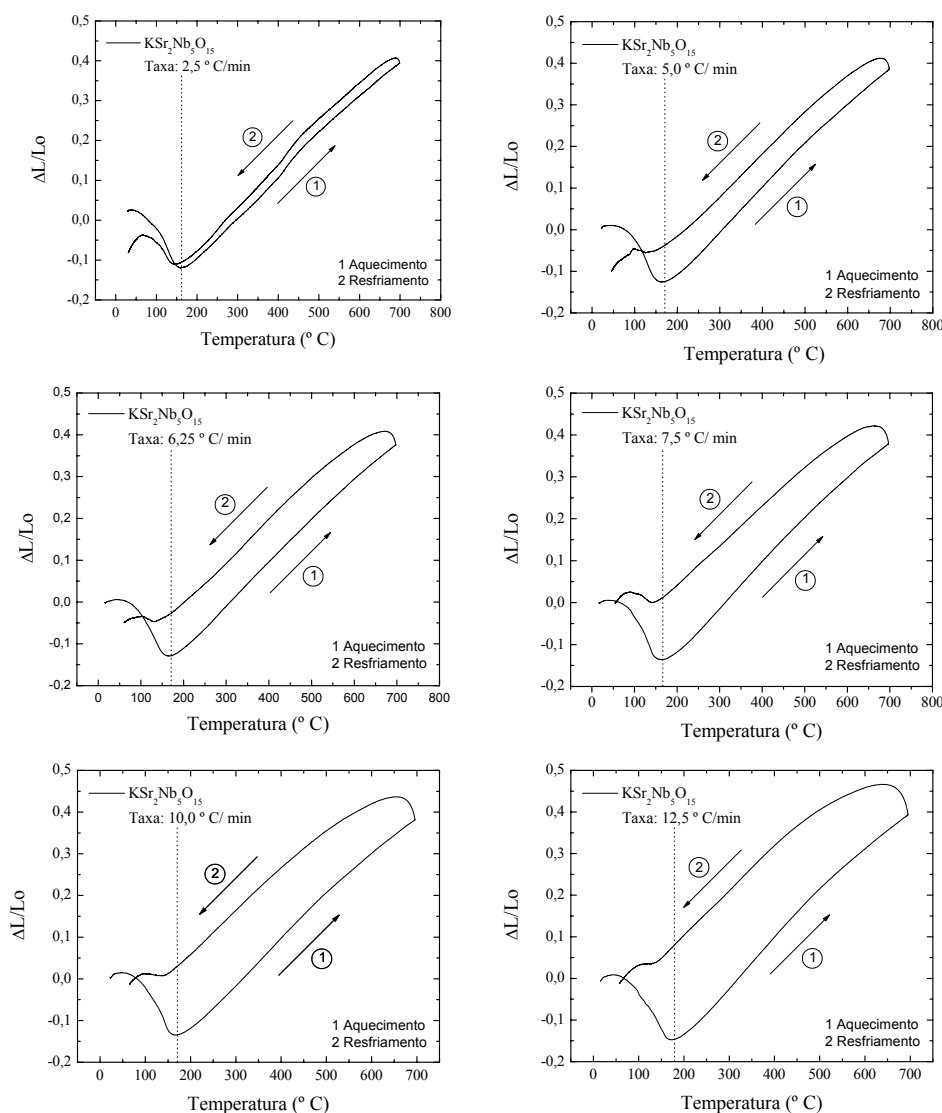 KSr₂Nb₅O₁₅
Taxa: 2,5 º C/min
0,5
0,4
0,3
0,2
0,1
0,0
-0,1
-0,2
ΔL/Lo
2
1
1 Aquecimento
2 Resfriamento
0 100 200 300 400 500 600 700 800
Temperatura (º C)
KSr₂Nb₅O₁₅
Taxa: 5,0 º C/ min
0,5
0,4
0,3
0,2
0,1
0,0
-0,1
-0,2
ΔL/Lo
2
1
1 Aquecimento
2 Resfriamento
0 100 200 300 400 500 600 700 800
Temperatura (º C)
KSr₂Nb₅O₁₅
Taxa: 6,25 º C/ min
0,5
0,4
0,3
0,2
0,1
0,0
-0,1
-0,2
ΔL/Lo
2
1
1 Aquecimento
2 Resfriamento
0 100 200 300 400 500 600 700 800
Temperatura (º C)
KSr₂Nb₅O₁₅
Taxa: 7,5 º C/ min
0,5
0,4
0,3
0,2
0,1
0,0
-0,1
-0,2
ΔL/Lo
2
1
1 Aquecimento
2 Resfriamento
0 100 200 300 400 500 600 700 800
Temperatura (º C)
KSr₂Nb₅O₁₅
Taxa: 10,0 º C/ min
0,5
0,4
0,3
0,2
0,1
0,0
-0,1
-0,2
ΔL/Lo
2
1
1 Aquecimento
2 Resfriamento
0 100 200 300 400 500 600 700
Temperatura (º C)
KSr₂Nb₅O₁₅
Taxa: 12,5 º C/min
0,5
0,4
0,3
0,2
0,1
0,0
-0,1
-0,2
ΔL/Lo
2
1
1 Aquecimento
2 Resfriamento
0 100 200 300 400 500 600 700
Temperatura (º C)